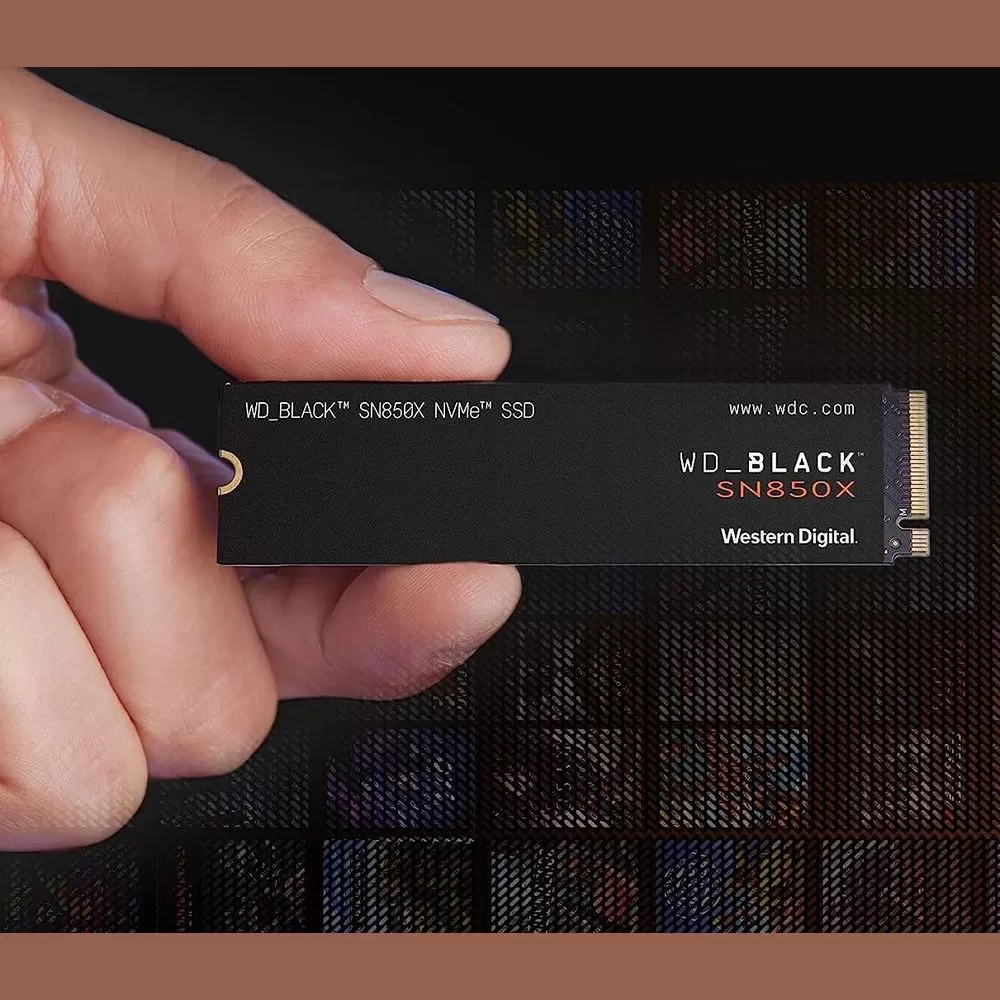 WD_BLACK™ SN850X NVMe™ SSD
www.wdc.com
WD_BLACK™
SN850X
Western Digital.
M